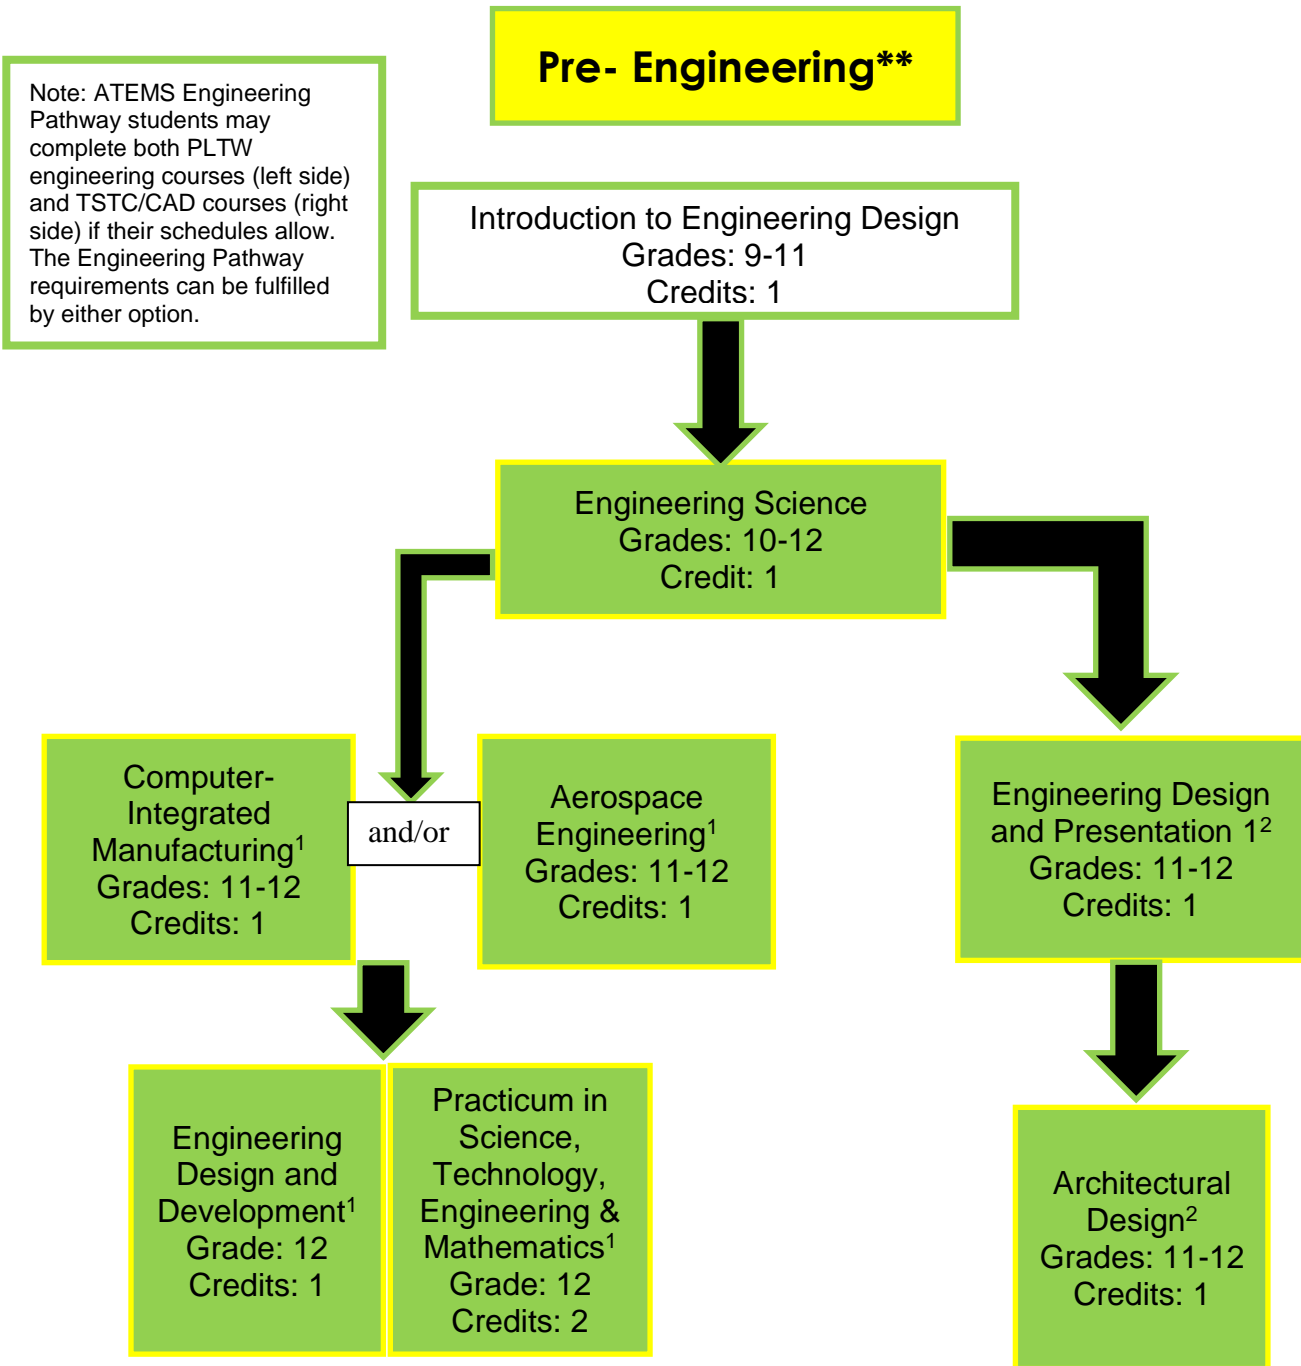 Pre- Engineering**
Note: ATEMS Engineering
Pathway students may
complete both PLTW
engineering courses (left side)
and TSTC/CAD courses (right
side) if their schedules allow.
The Engineering Pathway
requirements can be fulfilled
by either option.
Introduction to Engineering Design
Grades: 9-11
Credits: 1
Engineering Science
Grades: 10-12
Credit: 1
Computer-
Integrated
Manufacturing¹
Grades: 11-12
Credits: 1
and/or
Aerospace
Engineering¹
Grades: 11-12
Credits: 1
Engineering Design
and Presentation 1²
Grades: 11-12
Credits: 1
Engineering
Design and
Development¹
Grade: 12
Credits: 1
Practicum in
Science,
Technology,
Engineering &
Mathematics¹
Grade: 12
Credits: 2
Architectural
Design²
Grades: 11-12
Credits: 1